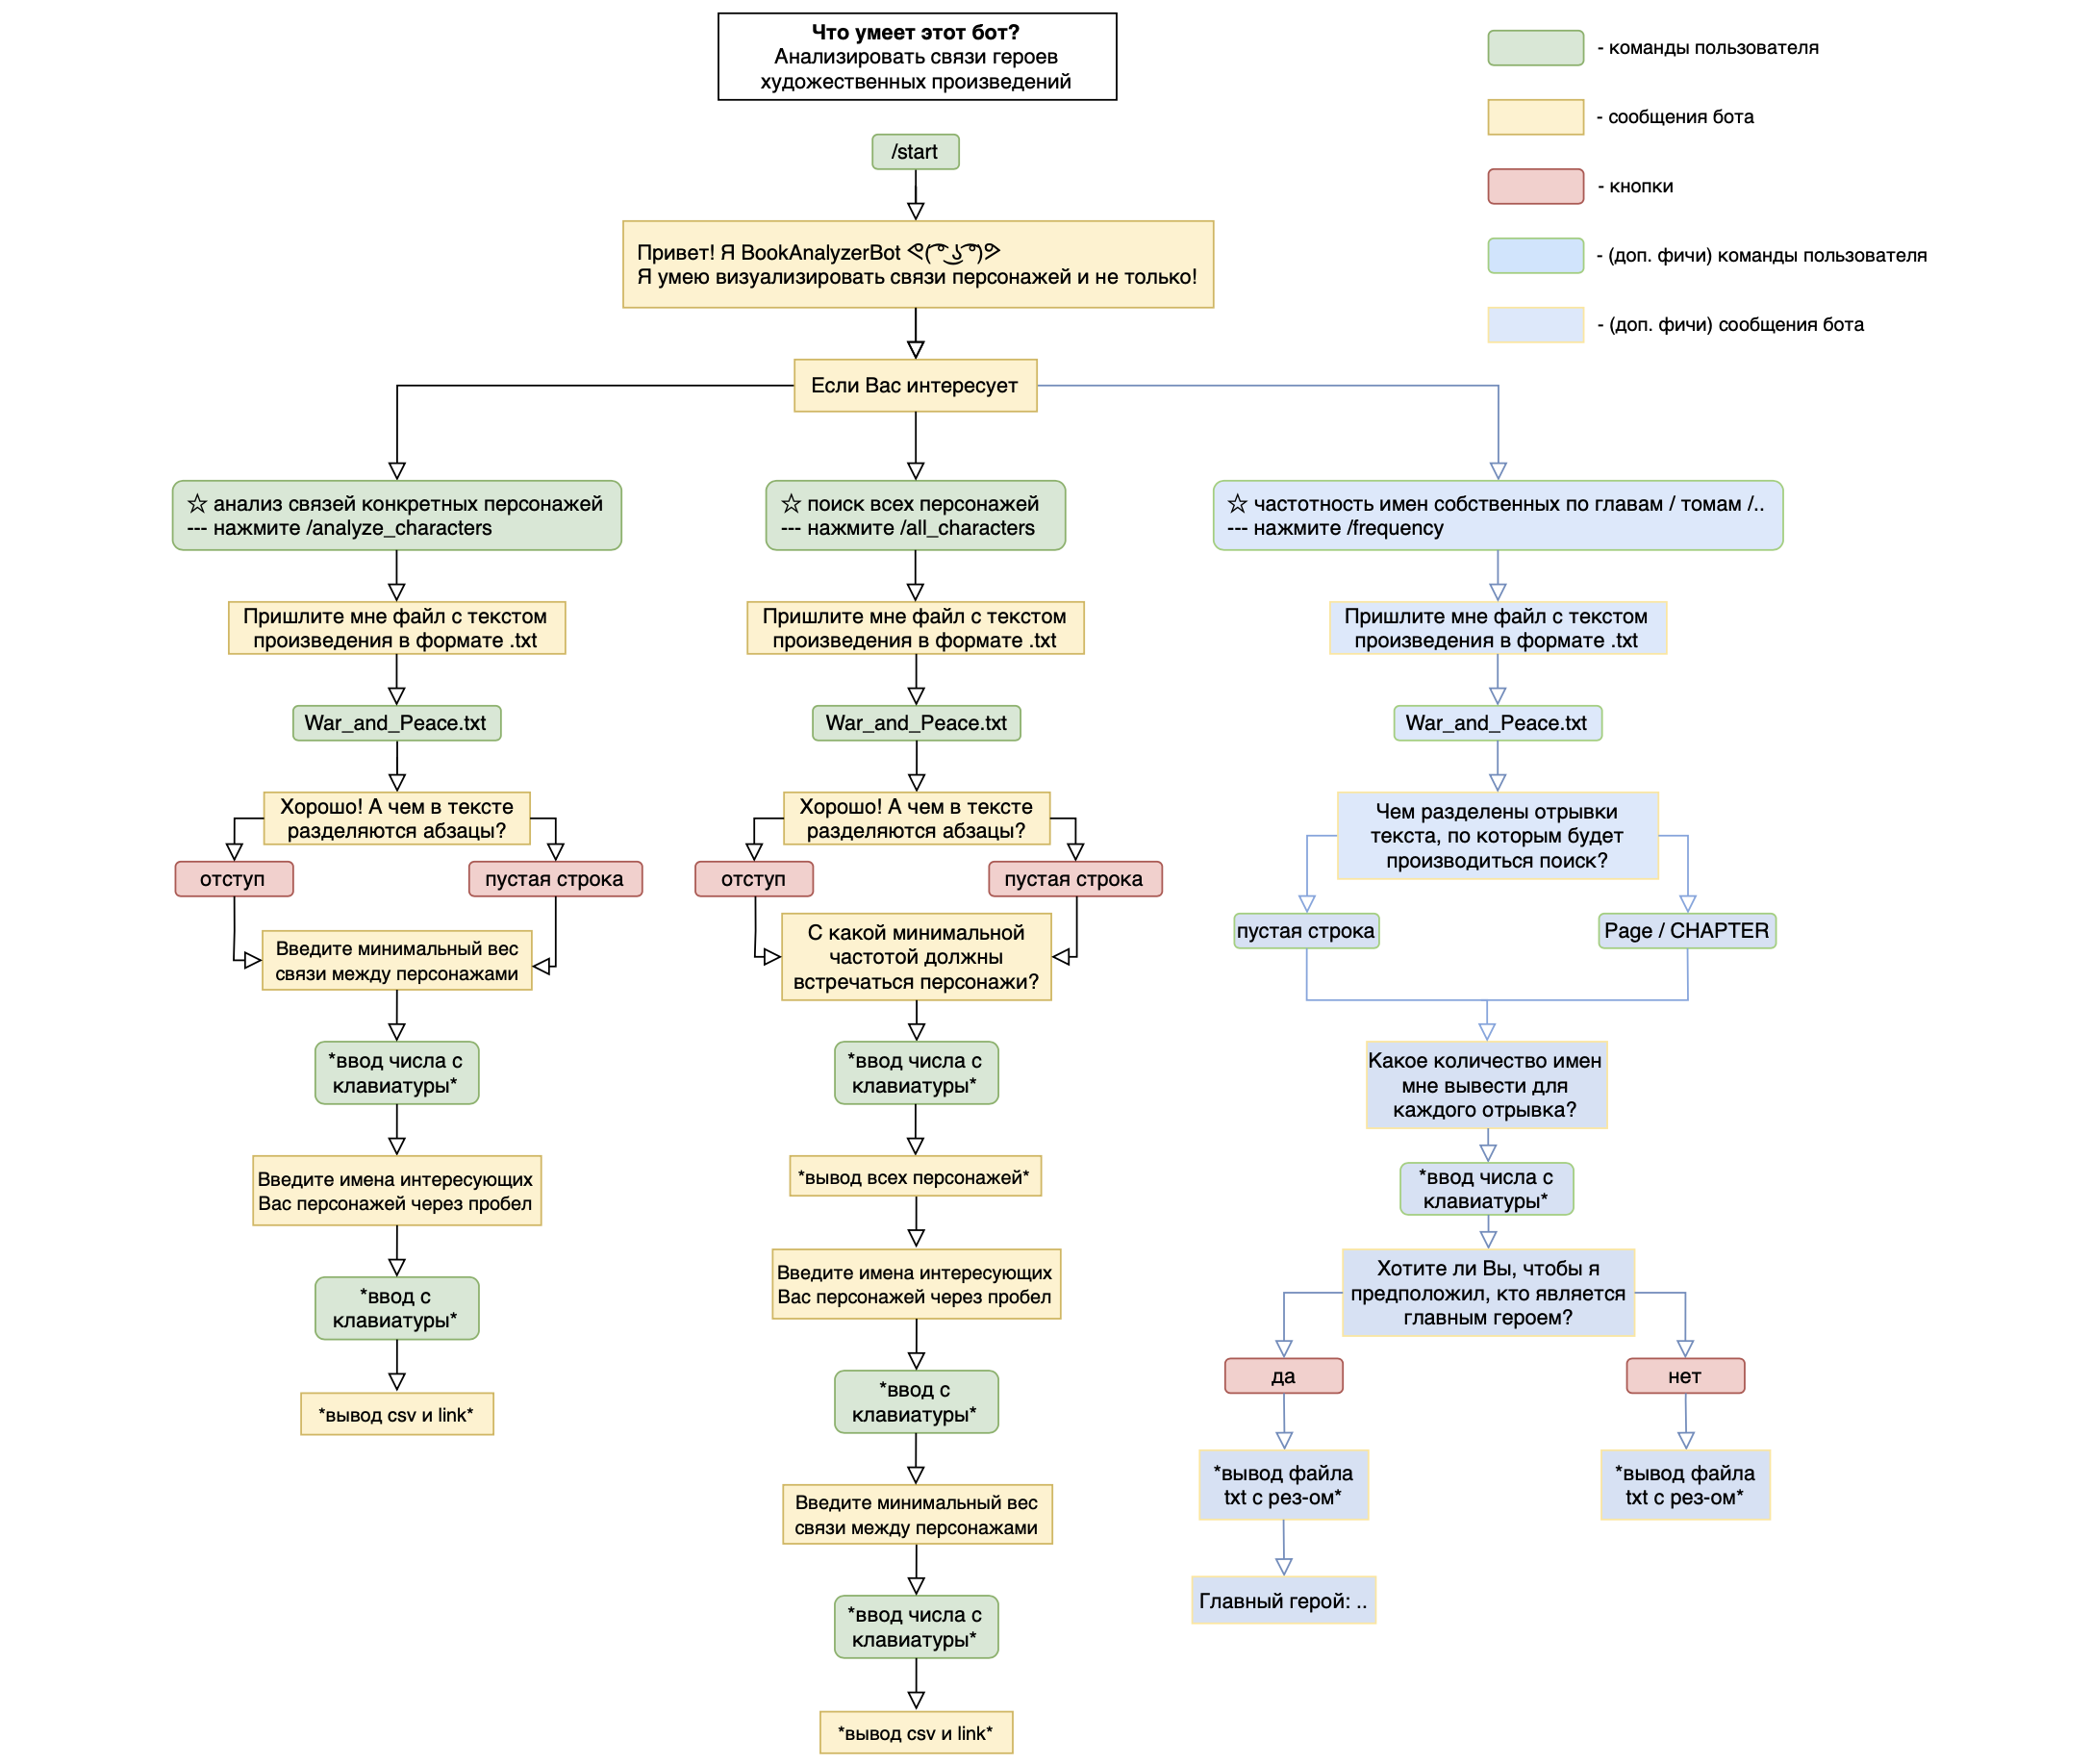 Что умеет этот бот?
Анализировать связи героев
художественных произведений
- команды пользователя
- сообщения бота
- кнопки
- (доп. фичи) команды пользователя
- (доп. фичи) сообщения бота
/start
Привет! Я BookAnalyzerBot ᕙ( ͡° ͜ʖ ͡°)ᕗ
Я умею визуализировать связи персонажей и не только!
Если Вас интересует
☆ анализ связей конкретных персонажей
--- нажмите /analyze_characters
Пришлите мне файл с текстом
произведения в формате .txt
War_and_Peace.txt
Хорошо! А чем в тексте
разделяются абзацы?
отступ
пустая строка
Введите минимальный вес
связи между персонажами
*ввод числа с
клавиатуры*
Введите имена интересующих
Вас персонажей через пробел
*ввод с
клавиатуры*
*вывод csv и link*
☆ поиск всех персонажей
--- нажмите /all_characters
Пришлите мне файл с текстом
произведения в формате .txt
War_and_Peace.txt
Хорошо! А чем в тексте
разделяются абзацы?
отступ
пустая строка
С какой минимальной
частотой должны
встречаться персонажи?
*ввод числа с
клавиатуры*
*вывод всех персонажей*
Введите имена интересующих
Вас персонажей через пробел
*ввод с
клавиатуры*
Введите минимальный вес
связи между персонажами
*ввод числа с
клавиатуры*
*вывод csv и link*
☆ частотность имен собственных по главам / томам /..
--- нажмите /frequency
Пришлите мне файл с текстом
произведения в формате .txt
War_and_Peace.txt
Чем разделены отрывки
текста, по которым будет
производиться поиск?
пустая строка
Page / CHAPTER
Какое количество имен
мне вывести для
каждого отрывка?
*ввод числа с
клавиатуры*
Хотите ли Вы, чтобы я
предположил, кто является
главным героем?
да
нет
*вывод файла
txt с рез-ом*
*вывод файла
txt с рез-ом*
Главный герой: ..